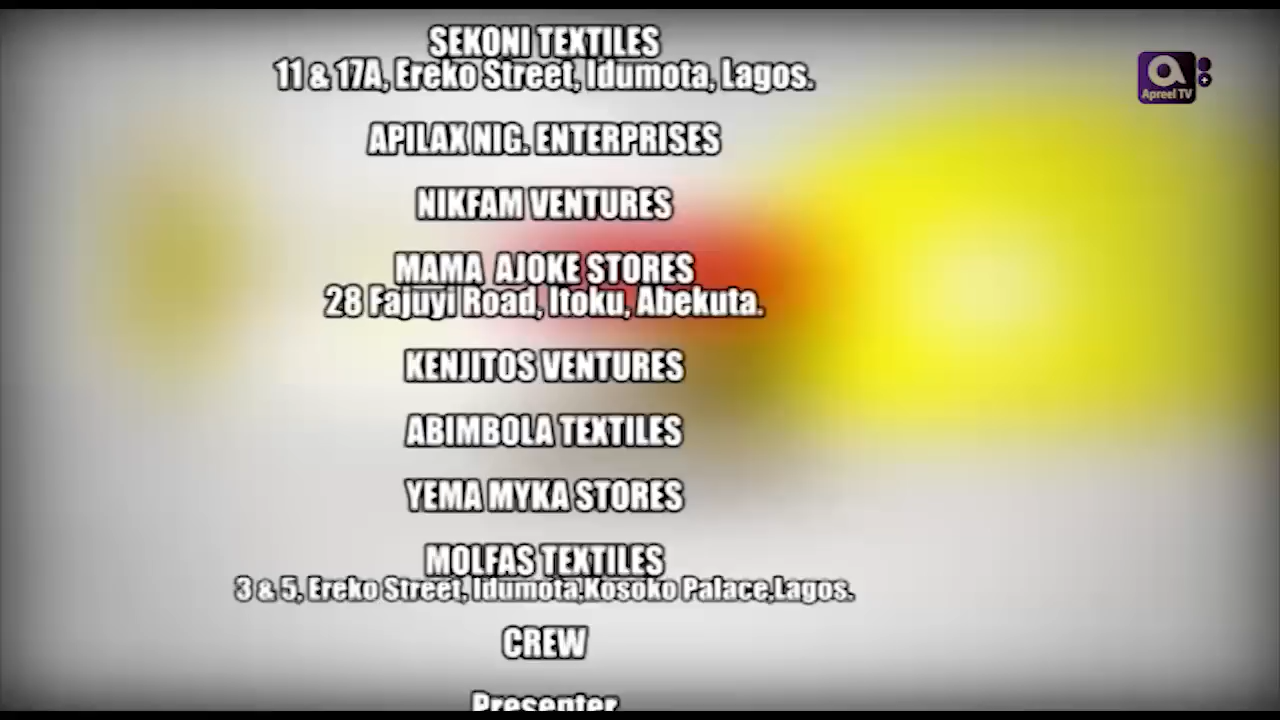 SEKONI TEXTILES
11 & 17A, Ereko Street, Idumota, Lagos.
Apreel TV
APILAX NIG. ENTERPRISES
NIKFAM VENTURES
MAMA AJOKE STORES
28 Fajuyi Road, Itoku, Abekuta.
KENJITOS VENTURES
ABIMBOLA TEXTILES
YEMA MYKA STORES
MOLFAS TEXTILES
3 & 5, Ereko Street, Idumota,Kosoko Palace,Lagos.
CREW
Presenter